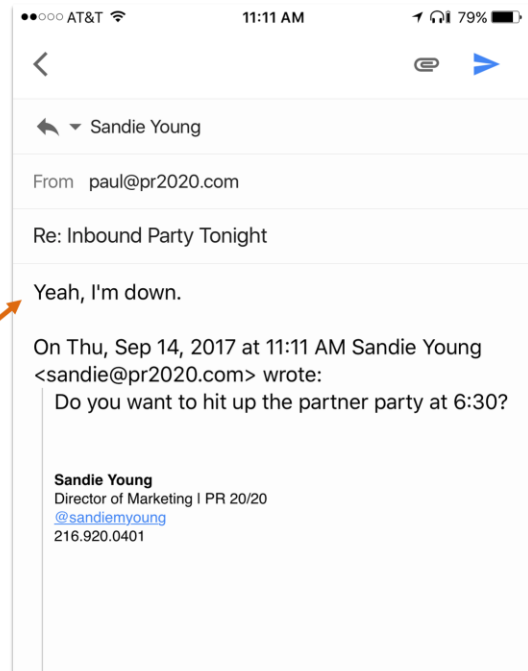 AT&T 11:11 AM 79%
Sandie Young
From paul@pr2020.com
Re: Inbound Party Tonight
Yeah, I'm down.
On Thu, Sep 14, 2017 at 11:11 AM Sandie Young
<sandie@pr2020.com> wrote:
Do you want to hit up the partner party at 6:30?
Sandie Young
Director of Marketing | PR 20/20
@sandiemyoung
216.920.0401